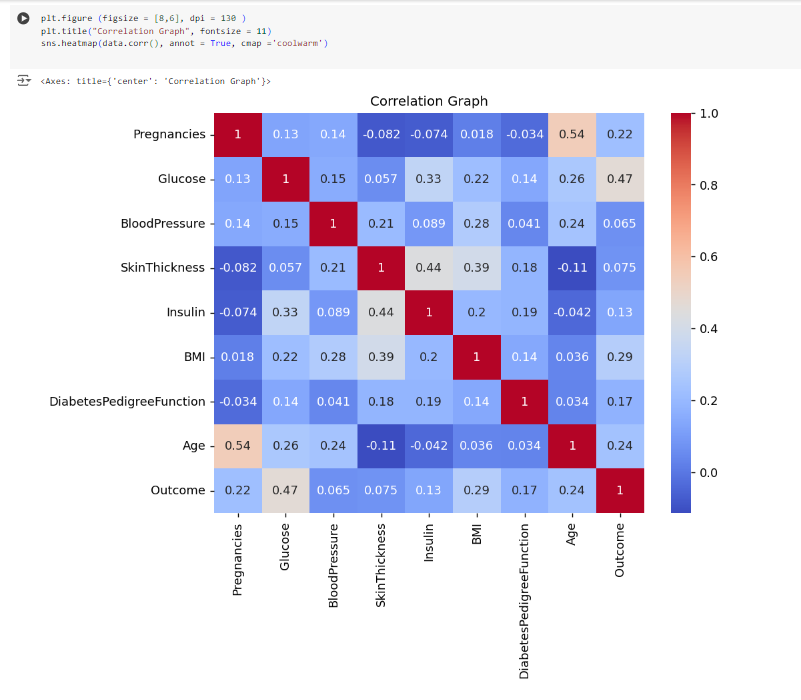 plt.figure (figsize = [8,6], dpi = 130 )
plt.title("Correlation Graph", fontsize = 11)
sns.heatmap(data.corr(), annot = True, cmap ='coolwarm')
<Axes: title={'center': 'Correlation Graph'}>
Correlation Graph
Pregnancies 1 0.13 0.14 -0.082 -0.074 0.018 -0.034 0.54 0.22
Glucose 0.13 1 0.15 0.057 0.33 0.22 0.14 0.26 0.47
BloodPressure 0.14 0.15 1 0.21 0.089 0.28 0.041 0.24 0.065
SkinThickness -0.082 0.057 0.21 1 0.44 0.39 0.18 -0.11 0.075
Insulin -0.074 0.33 0.089 0.44 1 0.2 0.19 -0.042 0.13
BMI 0.018 0.22 0.28 0.39 0.2 1 0.14 0.036 0.29
DiabetesPedigreeFunction -0.034 0.14 0.041 0.18 0.19 0.14 1 0.034 0.17
Age 0.54 0.26 0.24 -0.11 -0.042 0.036 0.034 1 0.24
Outcome 0.22 0.47 0.065 0.075 0.13 0.29 0.17 0.24 1
Pregnancies
Glucose
BloodPressure
SkinThickness
Insulin
BMI
DiabetesPedigreeFunction
Age
Outcome
1.0
0.8
0.6
0.4
0.2
0.0